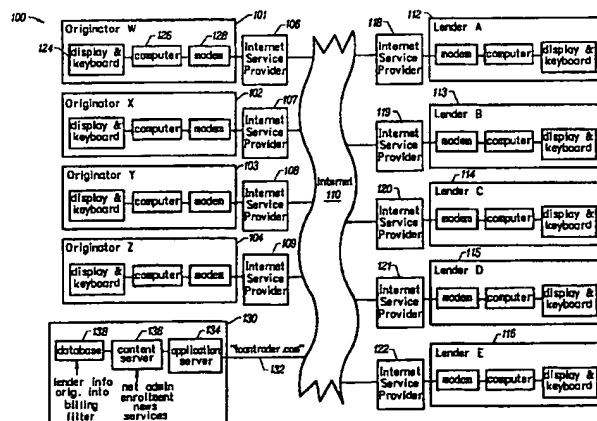 100
Originator W
101
124
display &
keyboard
126
computer
128
modem
106
Internet
Service
Provider
Originator X
102
display &
keyboard
computer
modem
107
Internet
Service
Provider
Originator Y
103
display &
keyboard
computer
modem
108
Internet
Service
Provider
Originator Z
104
display &
keyboard
computer
modem
109
Internet
Service
Provider
130
138
database
136
content
server
134
application
server
"loantrader.com"
132
lender info
orig. info
billing
filter
net admin
enrollment
news
services
Internet
110
118
Internet
Service
Provider
112
Lender A
modem
computer
display &
keyboard
119
Internet
Service
Provider
113
Lender B
modem
computer
display &
keyboard
120
Internet
Service
Provider
114
Lender C
modem
computer
display &
keyboard
121
Internet
Service
Provider
115
Lender D
modem
computer
display &
keyboard
122
Internet
Service
Provider
116
Lender E
modem
computer
display &
keyboard